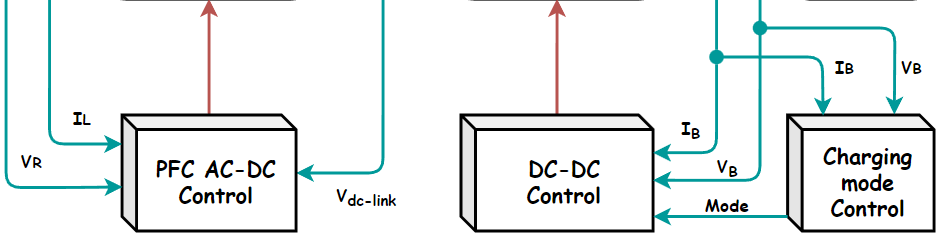 IL
VR
PFC AC-DC
Control
Vdc-link
IB
VB
Mode
DC-DC
Control
IB
VB
Charging
mode
Control